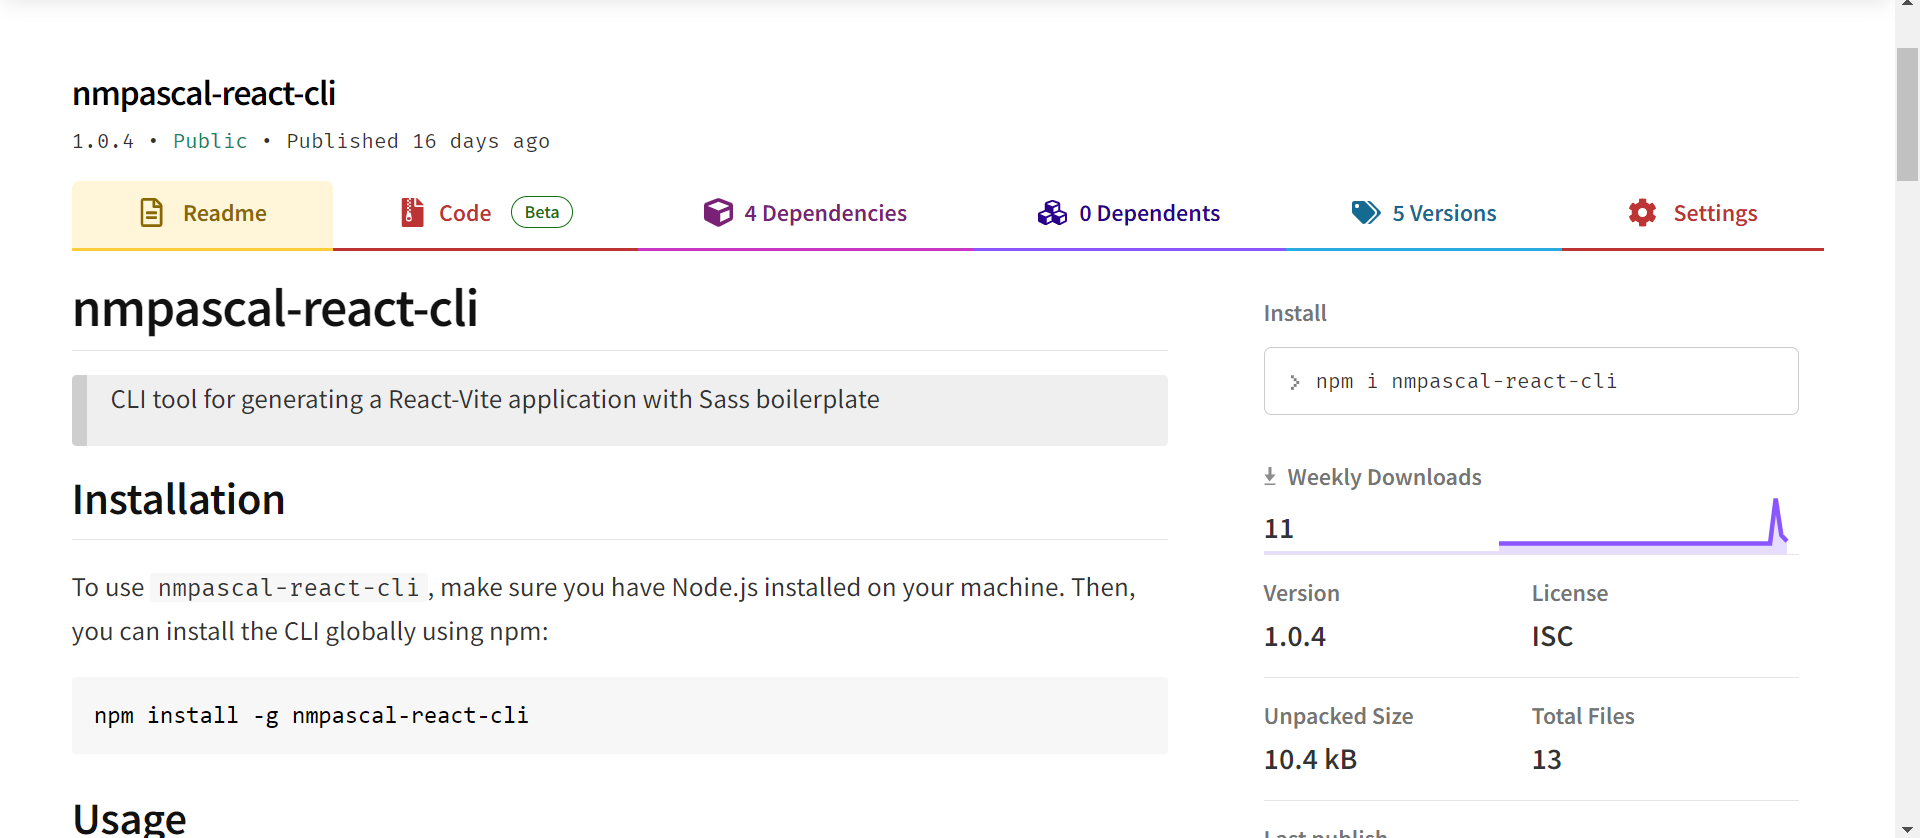 nmpascal-react-cli
1.0.4 • Public • Published 16 days ago
Readme
Code Beta
4 Dependencies
0 Dependents
5 Versions
Settings
nmpascal-react-cli
CLI tool for generating a React-Vite application with Sass boilerplate
Installation
To use nmpascal-react-cli, make sure you have Node.js installed on your machine. Then,
you can install the CLI globally using npm:
npm install -g nmpascal-react-cli
Usage
Install
npm i nmpascal-react-cli
Weekly Downloads
11
Version
License
1.0.4
ISC
Unpacked Size
Total Files
10.4 kB
13
Last publish